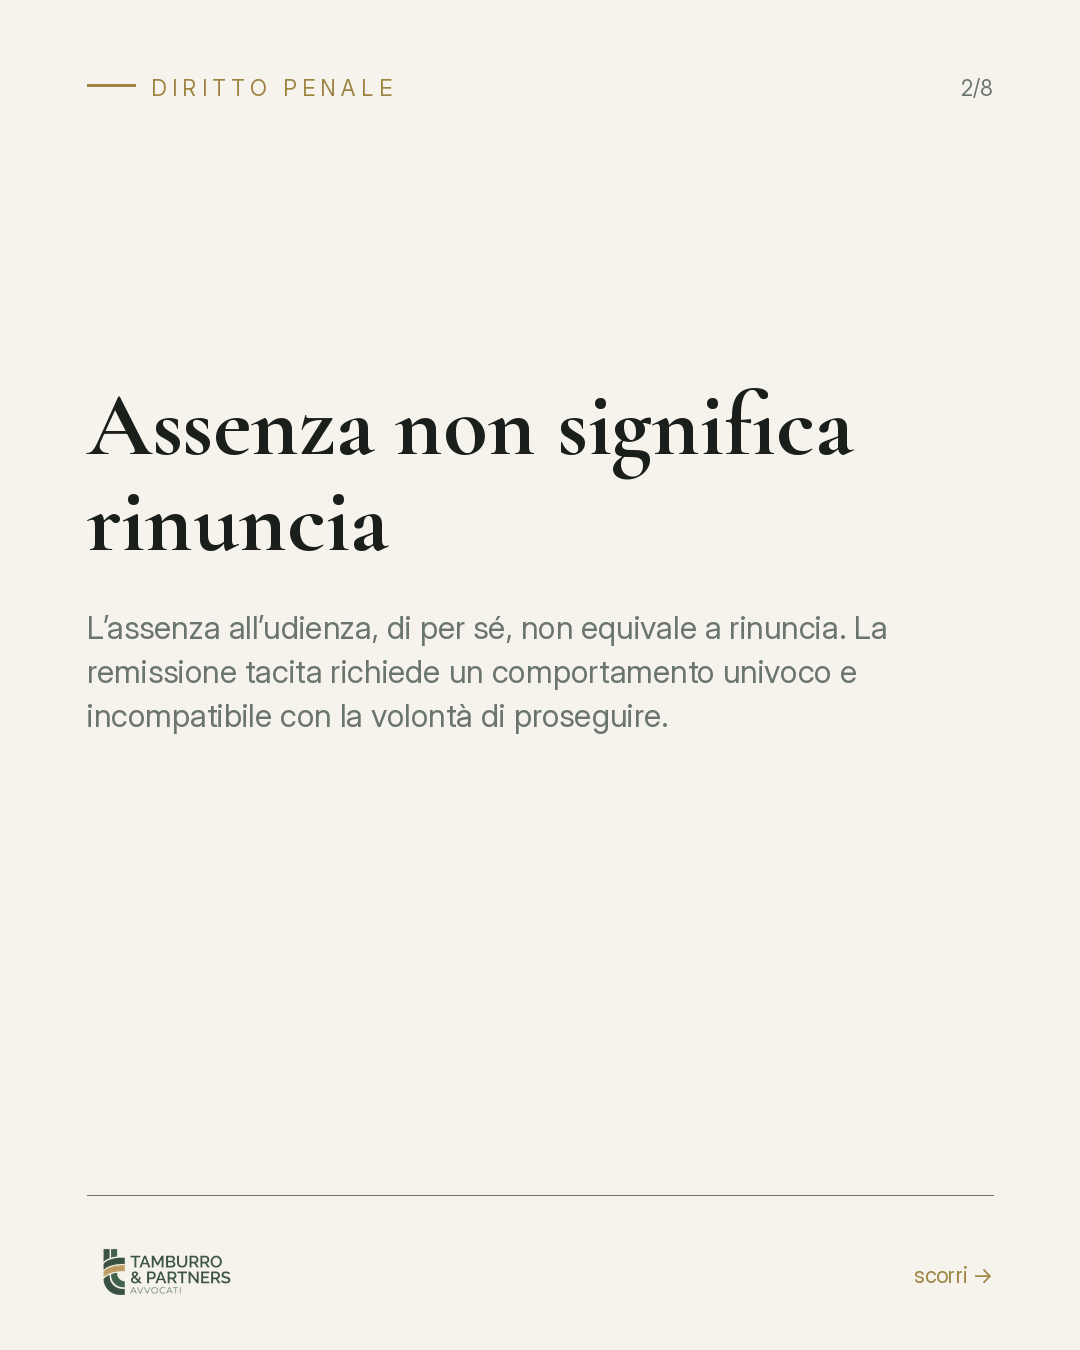 DIRITTO PENALE
2/8
Assenza non significa
rinuncia
L’assenza all’udienza, di per sé, non equivale a rinuncia. La
remissione tacita richiede un comportamento univoco e
incompatibile con la volontà di proseguire.
TAMBURRO
& PARTNERS
AVVOCATI
scorri →